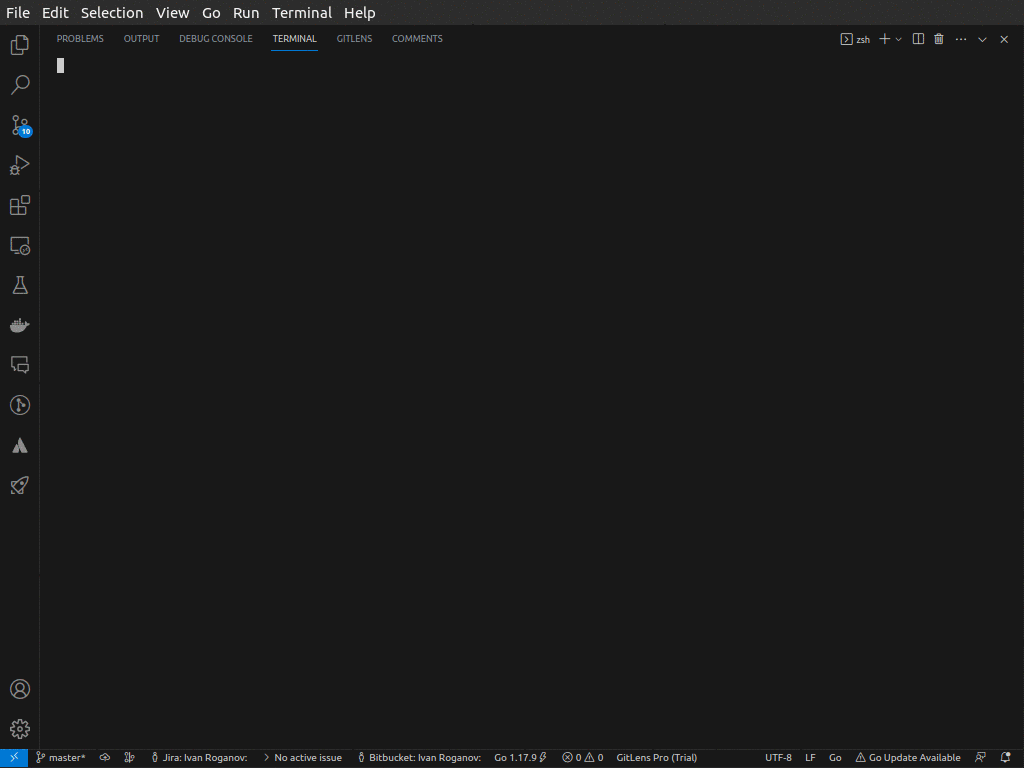 File Edit Selection View Go Run Terminal Help
PROBLEMS OUTPUT DEBUG CONSOLE TERMINAL GITLENS COMMENTS zsh
10
master* Jira: Ivan Roganov: No active issue Bitbucket: Ivan Roganov: Go 1.17.9 0 0 GitLens Pro (Trial) UTF-8 LF Go Go Update Available